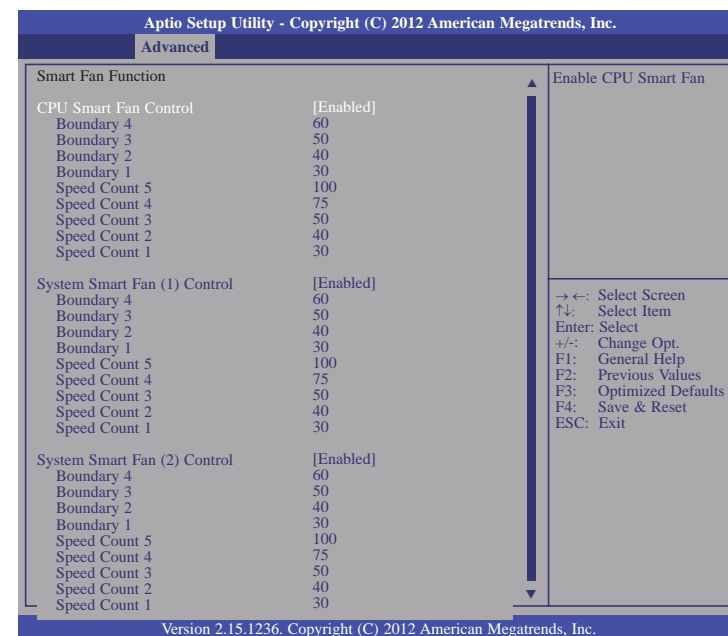 Aptio Setup Utility - Copyright (C) 2012 American Megatrends, Inc.
Advanced
Smart Fan Function
CPU Smart Fan Control [Enabled]
Boundary 4 60
Boundary 3 50
Boundary 2 40
Boundary 1 30
Speed Count 5 100
Speed Count 4 75
Speed Count 3 50
Speed Count 2 40
Speed Count 1 30
System Smart Fan (1) Control [Enabled]
Boundary 4 60
Boundary 3 50
Boundary 2 40
Boundary 1 30
Speed Count 5 100
Speed Count 4 75
Speed Count 3 50
Speed Count 2 40
Speed Count 1 30
System Smart Fan (2) Control [Enabled]
Boundary 4 60
Boundary 3 50
Boundary 2 40
Boundary 1 30
Speed Count 5 100
Speed Count 4 75
Speed Count 3 50
Speed Count 2 40
Speed Count 1 30
Enable CPU Smart Fan
→←: Select Screen
↑↓: Select Item
Enter: Select
+/-: Change Opt.
F1: General Help
F2: Previous Values
F3: Optimized Defaults
F4: Save & Reset
ESC: Exit
Version 2.15.1236. Copyright (C) 2012 American Megatrends, Inc.